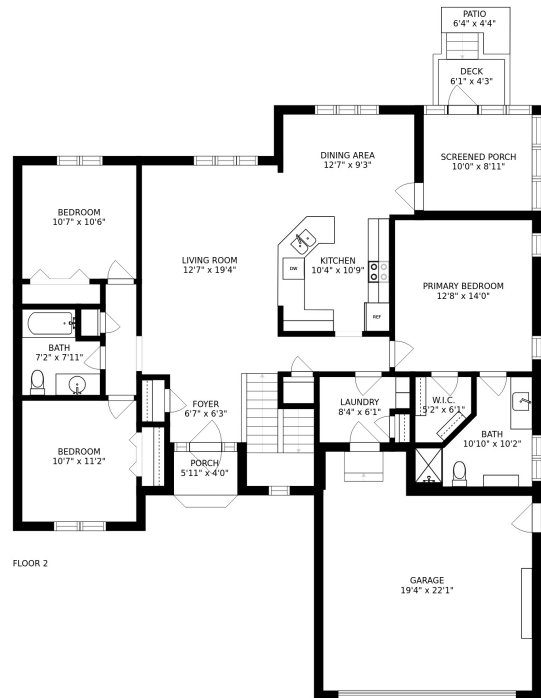 PATIO
6'4" x 4'4"
DECK
6'1" x 4'3"
DINING AREA
12'7" x 9'3"
SCREENED PORCH
10'0" x 8'11"
BEDROOM
10'7" x 10'6"
LIVING ROOM
12'7" x 19'4"
DW
KITCHEN
10'4" x 10'9"
REF
PRIMARY BEDROOM
12'8" x 14'0"
BATH
7'2" x 7'11"
FOYER
6'7" x 6'3"
LAUNDRY
8'4" x 6'1"
W.I.C.
5'2" x 6'1"
BATH
10'10" x 10'2"
BEDROOM
10'7" x 11'2"
PORCH
5'11" x 4'0"
FLOOR 2
GARAGE
19'4" x 22'1"